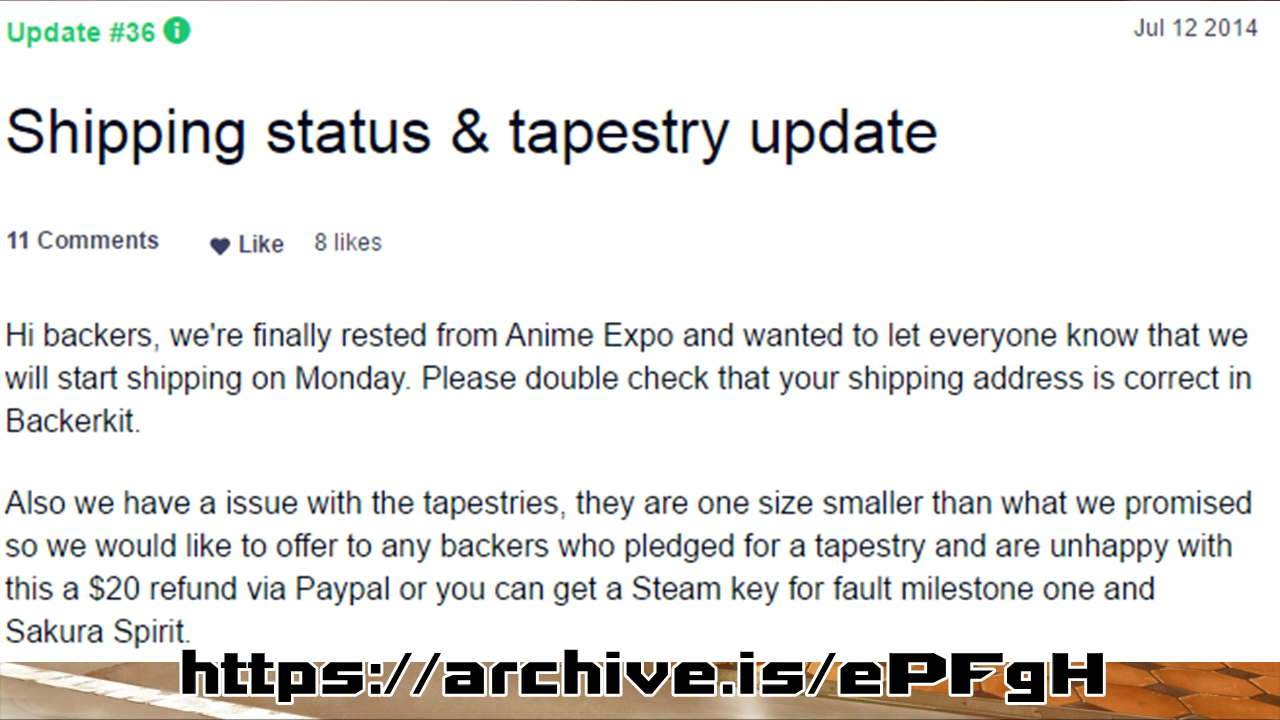 Update #36
Jul 12 2014
Shipping status & tapestry update
11 Comments Like 8 likes
Hi backers, we're finally rested from Anime Expo and wanted to let everyone know that we
will start shipping on Monday. Please double check that your shipping address is correct in
Backerkit.
Also we have a issue with the tapestries, they are one size smaller than what we promised
so we would like to offer to any backers who pledged for a tapestry and are unhappy with
this a $20 refund via Paypal or you can get a Steam key for fault milestone one and
Sakura Spirit.
https://archive.is/ePFgH